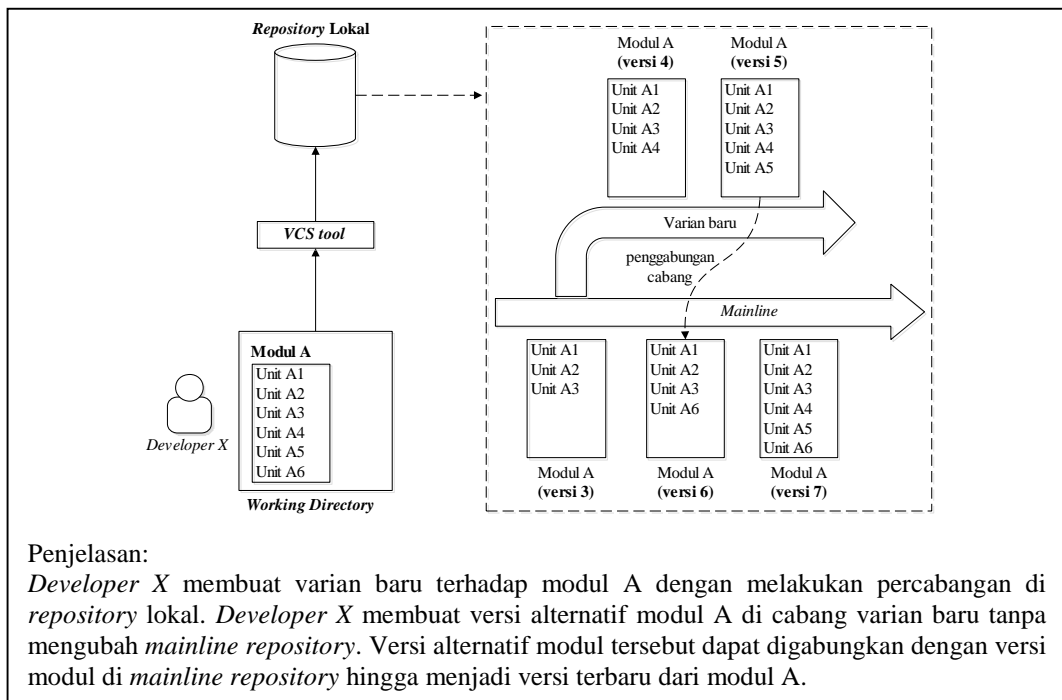 Repository Lokal
Modul A
(versi 4)
Unit A1
Unit A2
Unit A3
Unit A4
Modul A
(versi 5)
Unit A1
Unit A2
Unit A3
Unit A4
Unit A5
Varian baru
VCS tool
penggabungan
cabang
Mainline
Modul A
Unit A1
Unit A2
Unit A3
Unit A4
Unit A5
Unit A6
Developer X
Working Directory
Unit A1
Unit A2
Unit A3
Modul A
(versi 3)
Unit A1
Unit A2
Unit A3
Unit A6
Modul A
(versi 6)
Unit A1
Unit A2
Unit A3
Unit A4
Unit A5
Unit A6
Modul A
(versi 7)
Penjelasan:
Developer X membuat varian baru terhadap modul A dengan melakukan percabangan di
repository lokal. Developer X membuat versi alternatif modul A di cabang varian baru tanpa
mengubah mainline repository. Versi alternatif modul tersebut dapat digabungkan dengan versi
modul di mainline repository hingga menjadi versi terbaru dari modul A.